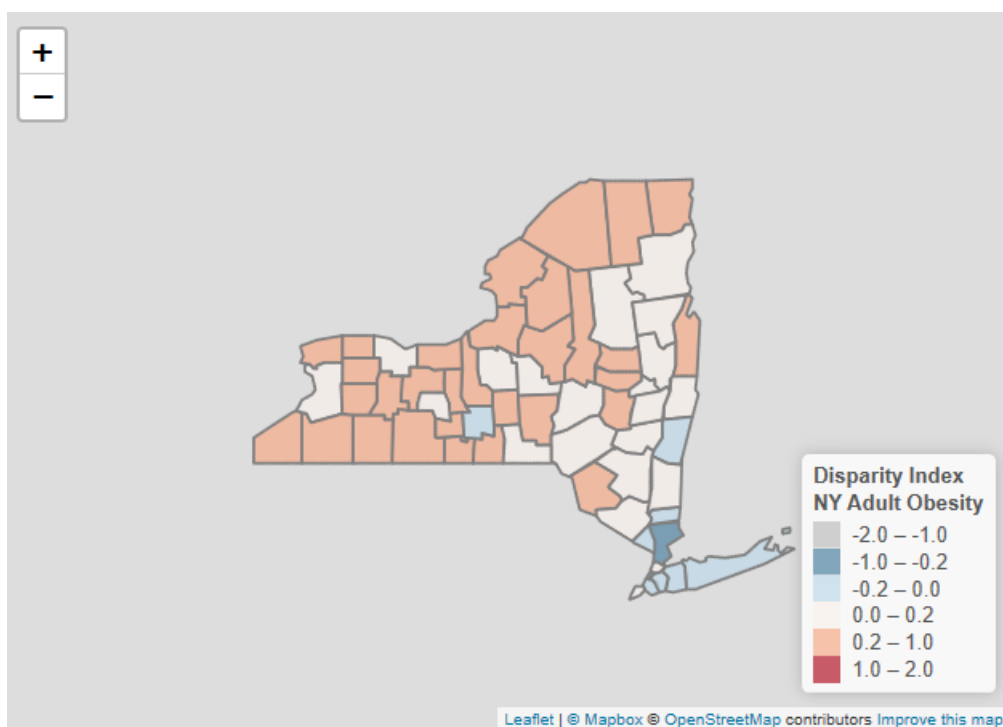 +
−
Disparity Index
NY Adult Obesity
-2.0 – -1.0
-1.0 – -0.2
-0.2 – 0.0
0.0 – 0.2
0.2 – 1.0
1.0 – 2.0
Leaflet | © Mapbox © OpenStreetMap contributors Improve this map